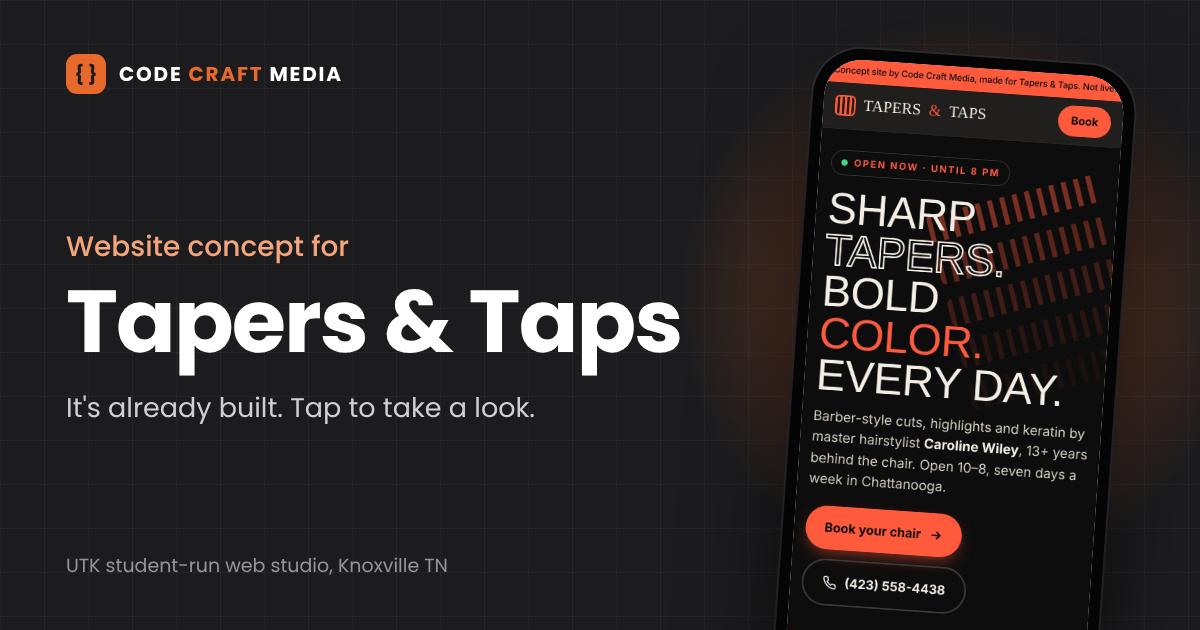 { } CODE CRAFT MEDIA
Website concept for
Tapers & Taps
It's already built. Tap to take a look.
UTK student-run web studio, Knoxville TN
Concept site by Code Craft Media, made for Tapers & Taps. Not live
TAPERS & TAPS
Book
OPEN NOW · UNTIL 8 PM
SHARP
TAPERS.
BOLD
COLOR.
EVERY DAY.
Barber-style cuts, highlights and keratin by
master hairstylist Caroline Wiley, 13+ years
behind the chair. Open 10–8, seven days a
week in Chattanooga.
Book your chair →
(423) 558-4438